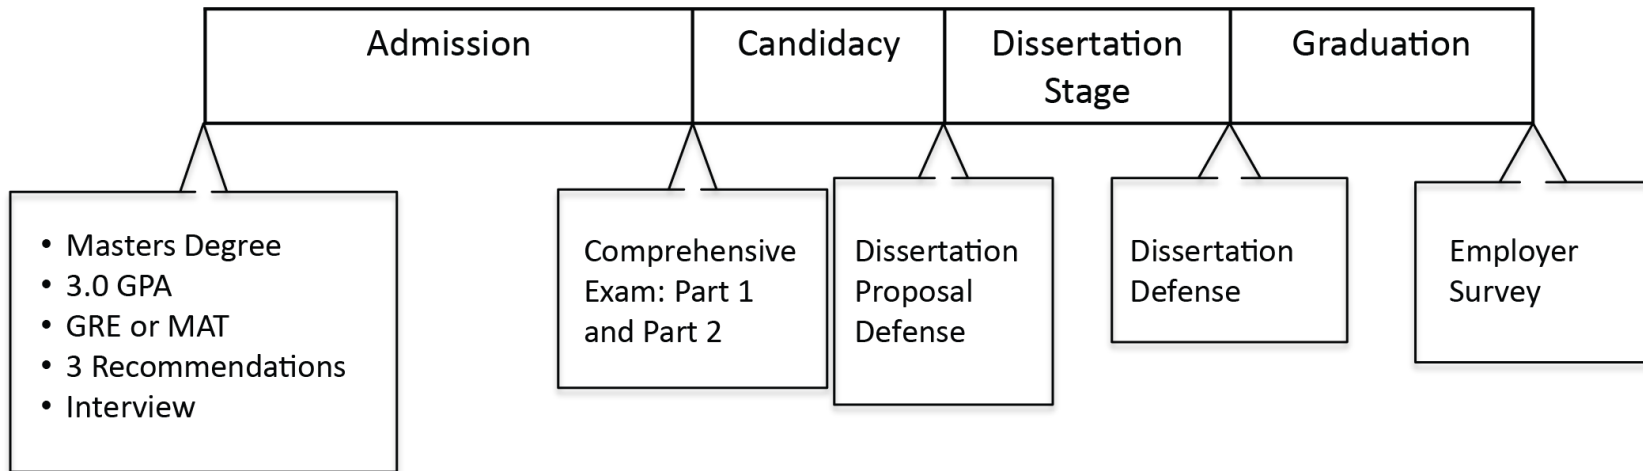 Admission
Candidacy
Dissertation
Stage
Graduation
• Masters Degree
• 3.0 GPA
• GRE or MAT
• 3 Recommendations
• Interview
Comprehensive
Exam: Part 1
and Part 2
Dissertation
Proposal
Defense
Dissertation
Defense
Employer
Survey